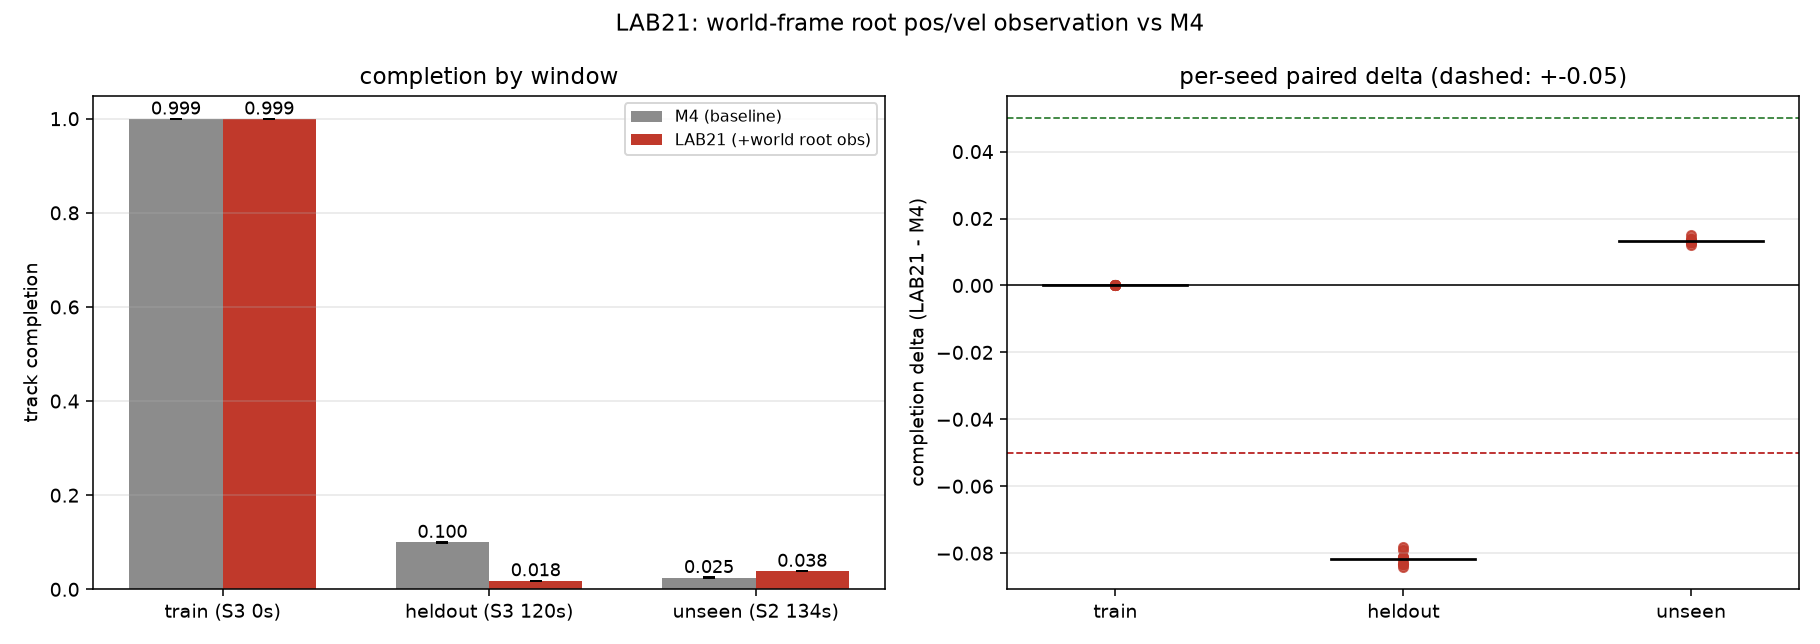 LAB21: world-frame root pos/vel observation vs M4
completion by window
track completion
1.0
0.8
0.6
0.4
0.2
0.0
0.999
0.999
0.100
0.018
0.025
0.038
M4 (baseline)
LAB21 (+world root obs)
train (S3 0s)
heldout (S3 120s)
unseen (S2 134s)
per-seed paired delta (dashed: +-0.05)
completion delta (LAB21 - M4)
0.04
0.02
0.00
−0.02
−0.04
−0.06
−0.08
train
heldout
unseen